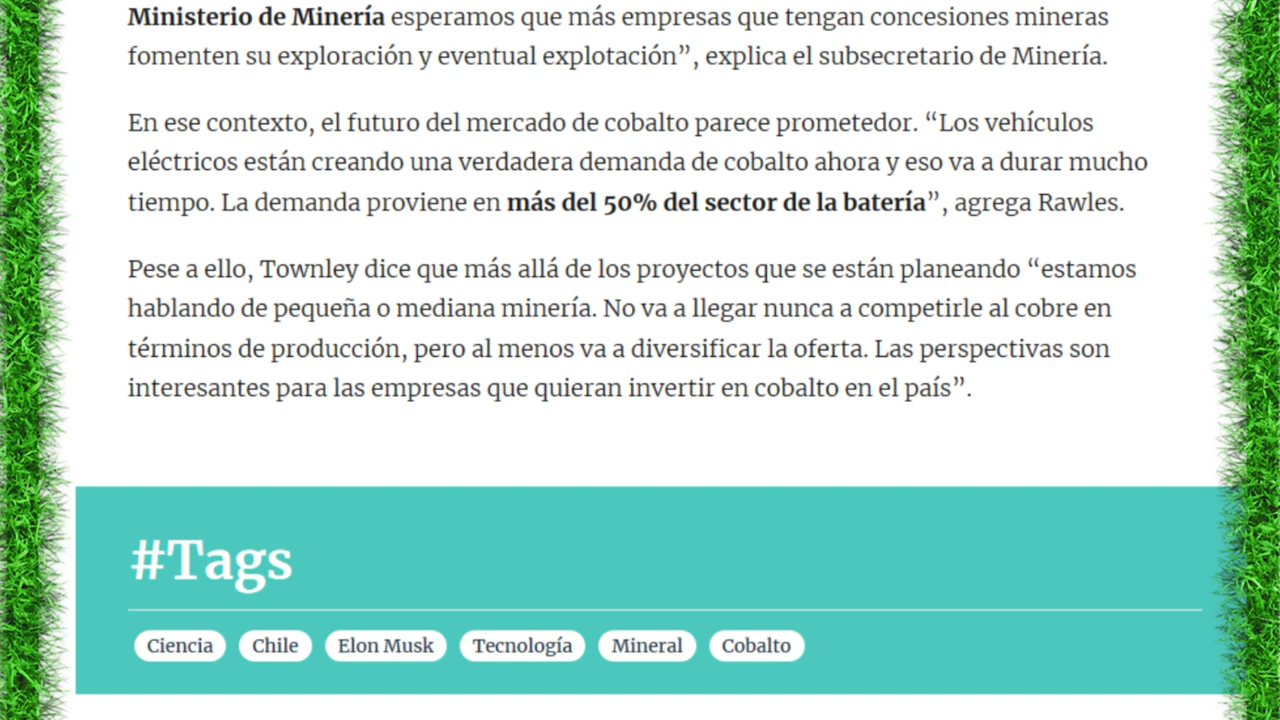 Ministerio de Minería esperamos que más empresas que tengan concesiones mineras
fomenten su exploración y eventual explotación”, explica el subsecretario de Minería.
En ese contexto, el futuro del mercado de cobalto parece prometedor. “Los vehículos
eléctricos están creando una verdadera demanda de cobalto ahora y eso va a durar mucho
tiempo. La demanda proviene en más del 50% del sector de la batería”, agrega Rawles.
Pese a ello, Townley dice que más allá de los proyectos que se están planeando “estamos
hablando de pequeña o mediana minería. No va a llegar nunca a competirle al cobre en
términos de producción, pero al menos va a diversificar la oferta. Las perspectivas son
interesantes para las empresas que quieran invertir en cobalto en el país”.
#Tags
Ciencia Chile Elon Musk Tecnología Mineral Cobalto